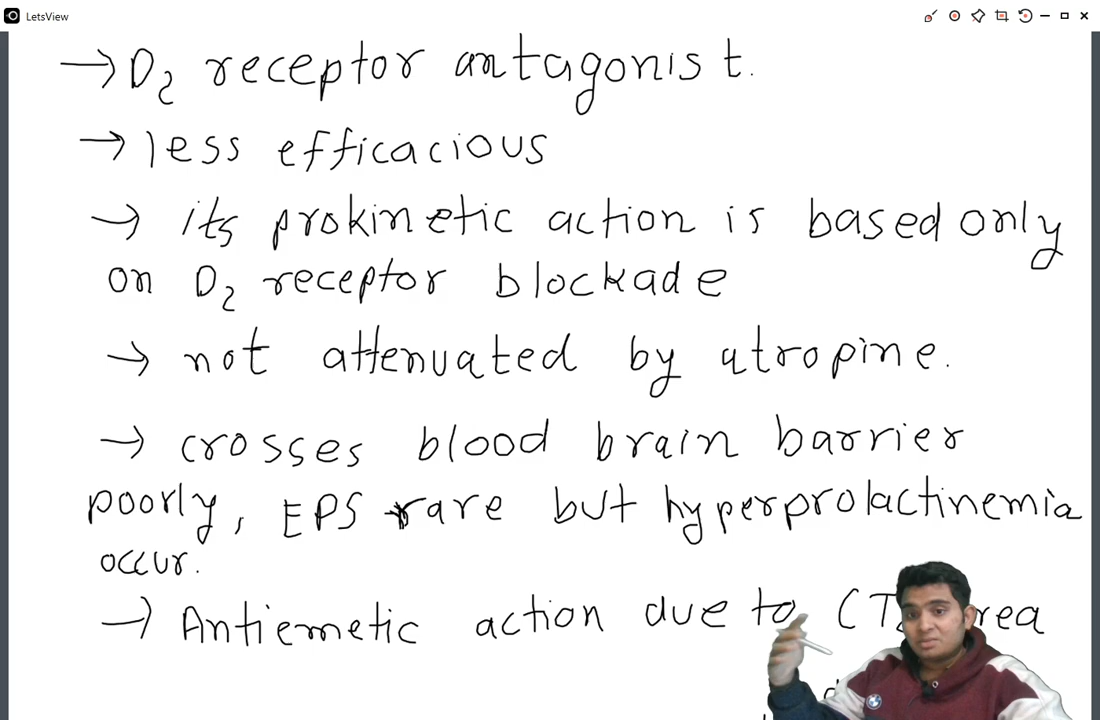 LetsView
→ D2 receptor antagonist.
→ less efficacious
→ its prokinetic action is based only
on D2 receptor blockade
→ not attenuated by atropine.
→ crosses blood brain barrier
poorly, EPS rare but hyperprolactinemia
occur.
→ Antiemetic action due to